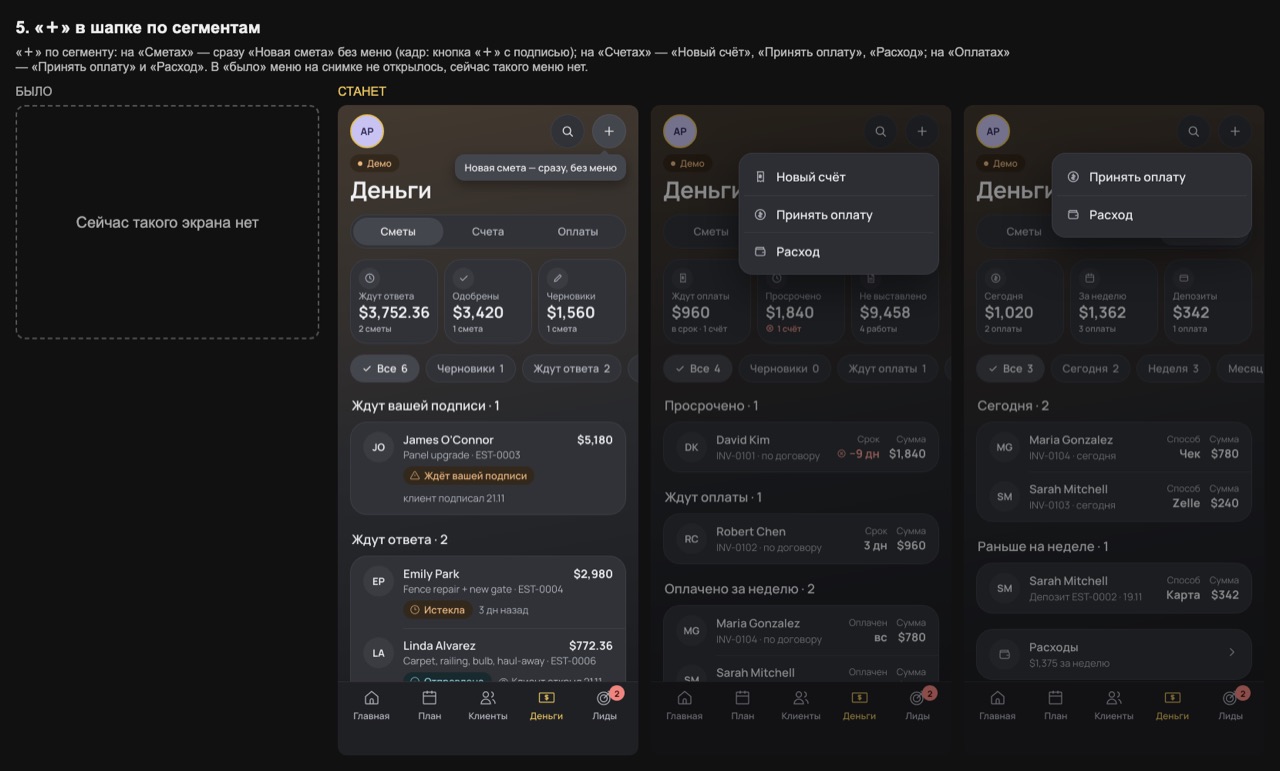 5. «+» в шапке по сегментам
«+» по сегменту: на «Сметах» — сразу «Новая смета» без меню (кадр: кнопка «+» с подписью); на «Счетах» — «Новый счёт», «Принять оплату», «Расход»; на «Оплатах»
— «Принять оплату» и «Расход». В «было» меню на снимке не открылось, сейчас такого меню нет.
БЫЛО
Сейчас такого экрана нет
СТАНЕТ
AP
Демо
Новая смета — сразу, без меню
Деньги
Сметы Счета Оплаты
Ждут ответа Одобрены Черновики
$3,752.36 $3,420 $1,560
2 сметы 1 смета 1 смета
Все 6 Черновики 1 Ждут ответа 2
Ждут вашей подписи · 1
JO James O'Connor $5,180
Panel upgrade · EST-0003
Ждёт вашей подписи
клиент подписал 21.11
Ждут ответа · 2
EP Emily Park $2,980
Fence repair + new gate · EST-0004
Истекла 3 дн назад
LA Linda Alvarez $772.36
Carpet, railing, bulb, haul-away · EST-0006
Главная План Клиенты Деньги Лиды 2
AP
Демо
Деньги
Новый счёт
Принять оплату
Расход
Сметы
Ждут оплаты Просрочено Не выставлено
$960 $1,840 $9,458
в срок · 1 счёт 1 счёт 4 работы
Все 4 Черновики 0 Ждут оплаты 1
Просрочено · 1
DK David Kim Срок Сумма
INV-0101 · по договору −9 дн $1,840
Ждут оплаты · 1
RC Robert Chen Срок Сумма
INV-0102 · по договору 3 дн $960
Оплачено за неделю · 2
MG Maria Gonzalez Оплачен Сумма
INV-0104 · по договору вс $780
SM Sarah Mitchell Оплачен Сумма
Главная План Клиенты Деньги Лиды 2
AP
Демо
Деньги
Принять оплату
Расход
Сметы
Сегодня За неделю Депозиты
$1,020 $1,362 $342
2 оплаты 3 оплаты 1 оплата
Все 3 Сегодня 2 Неделя 3 Месяц
Сегодня · 2
MG Maria Gonzalez Способ Сумма
INV-0104 · сегодня Чек $780
SM Sarah Mitchell Способ Сумма
INV-0103 · сегодня Zelle $240
Раньше на неделе · 1
SM Sarah Mitchell Способ Сумма
Депозит EST-0002 · 19.11 Карта $342
Расходы
$1,375 за неделю
Главная План Клиенты Деньги Лиды 2